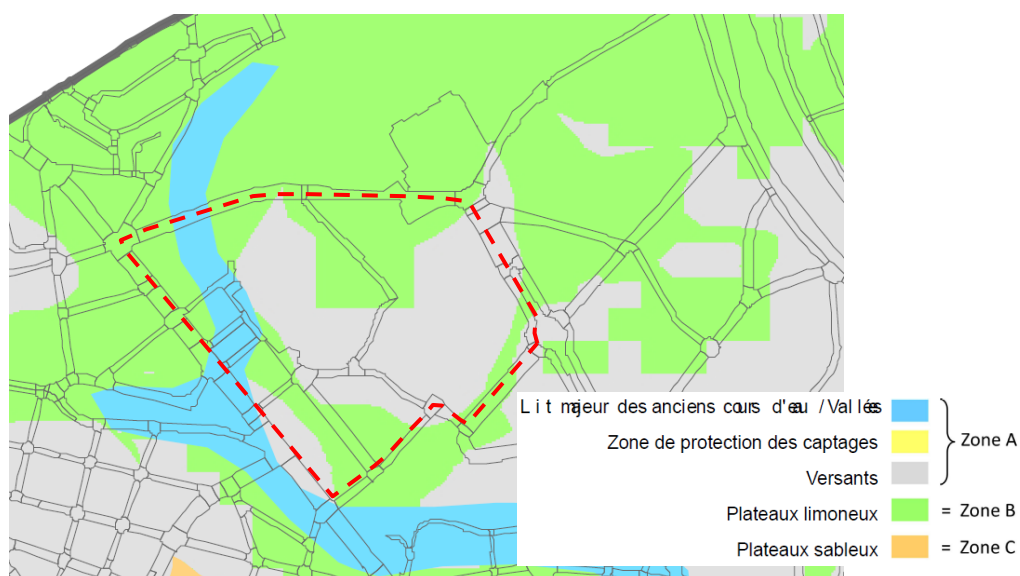 Lit majeur des anciens cours d'eau / Vallées
Zone de protection des captages
Zone A
Versants
Plateaux limoneux
= Zone B
Plateaux sableux
= Zone C